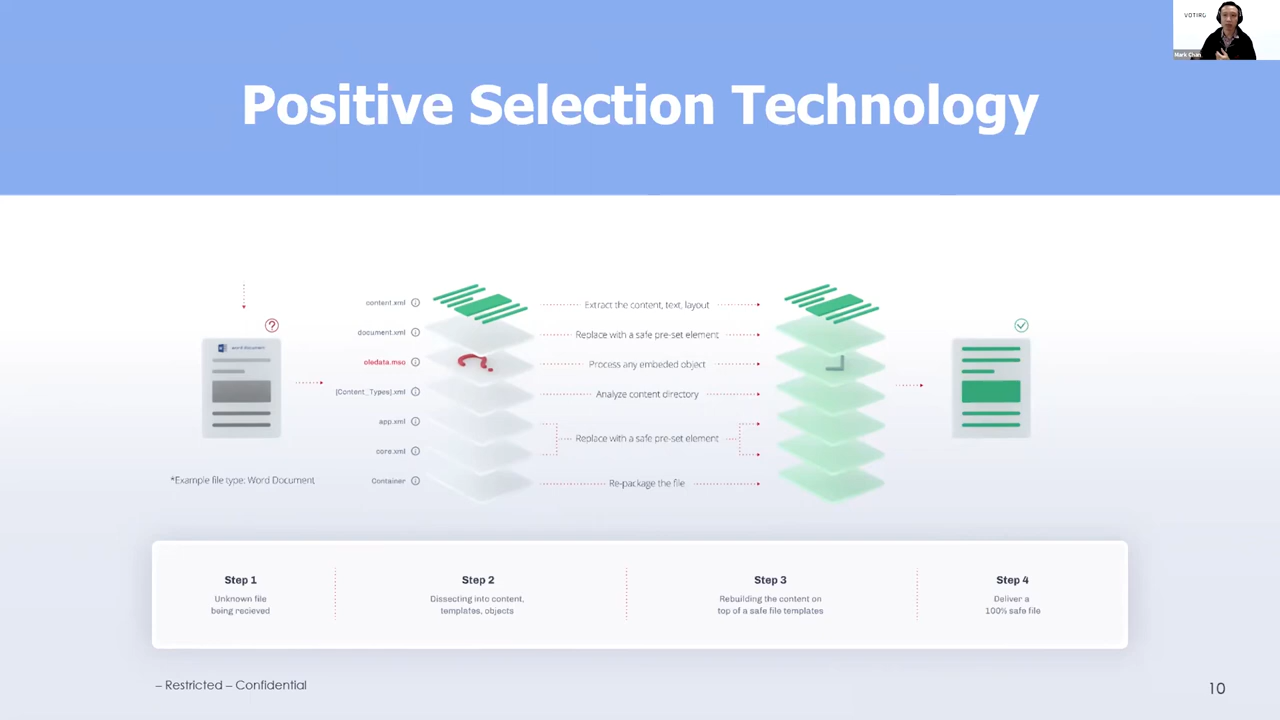 VOTIRO
Mark Chan
Positive Selection Technology
word document
*Example file type: Word Document
content.xml
document.xml
oledata.mso
[Content_Types].xml
app.xml
core.xml
Container
Extract the content, text, layout
Replace with a safe pre-set element
Process any embeded object
Analyze content directory
Replace with a safe pre-set element
Re-package the file
Step 1
Unknown file
being recieved
Step 2
Dissecting into content,
templates, objects
Step 3
Rebuilding the content on
top of a safe file templates
Step 4
Deliver a
100% safe file
– Restricted – Confidential
10